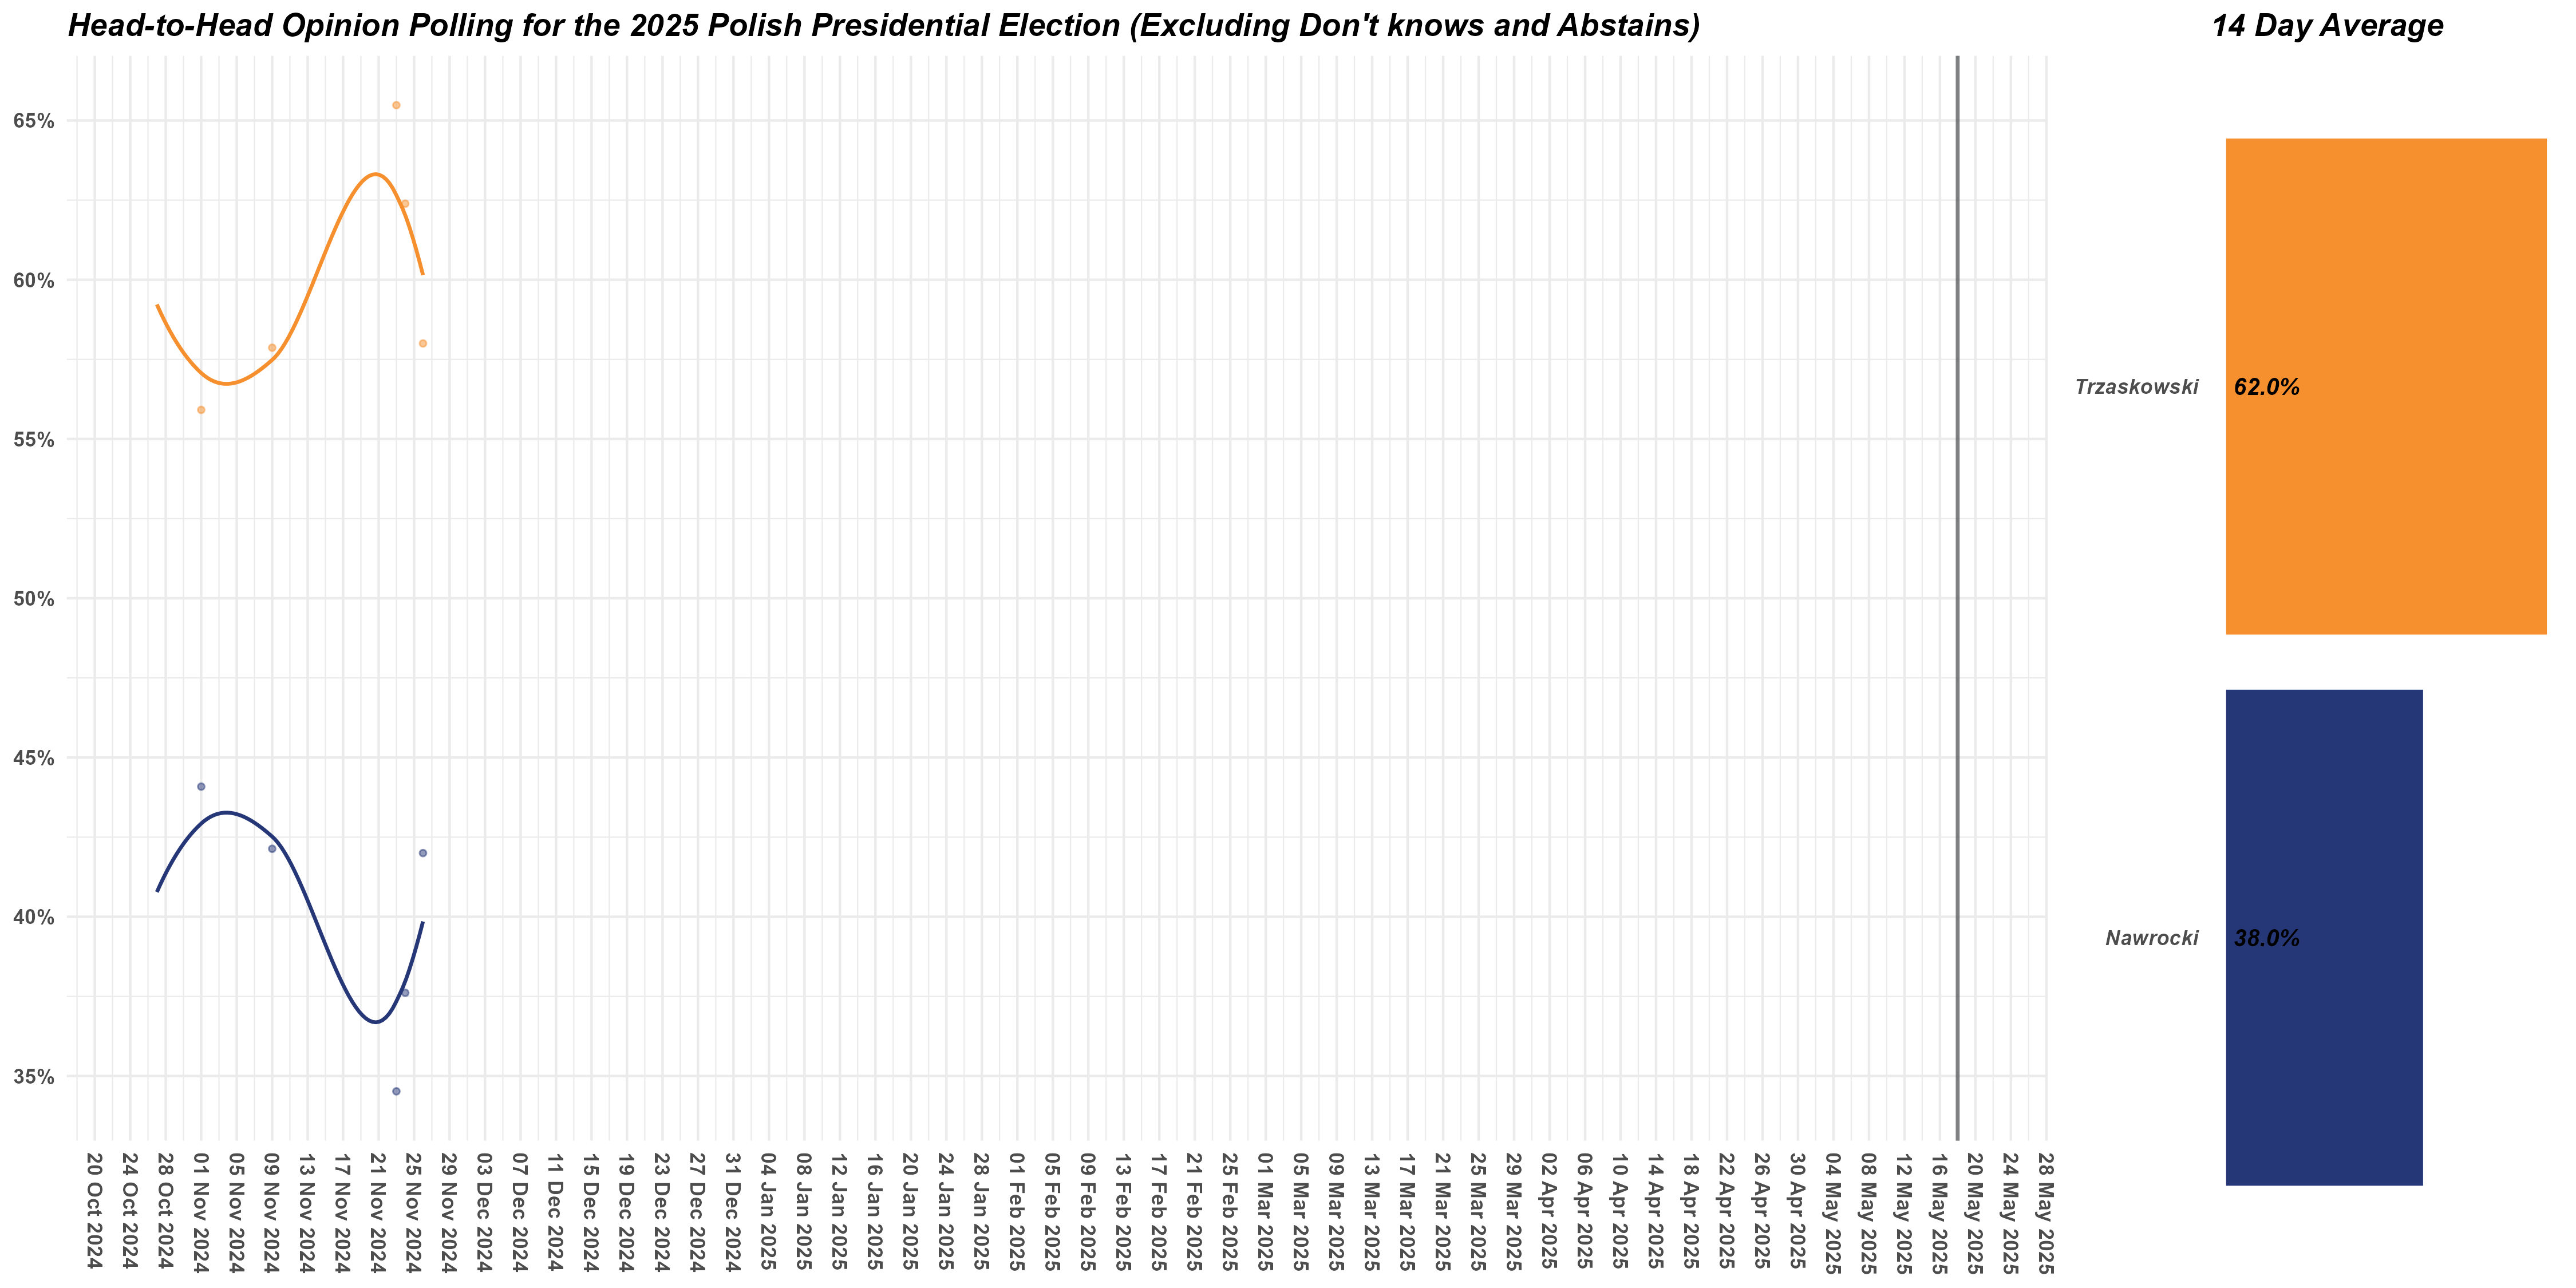 Head-to-Head Opinion Polling for the 2025 Polish Presidential Election (Excluding Don't knows and Abstains)
14 Day Average
65%
60%
55%
50%
45%
40%
35%
20 Oct 2024
24 Oct 2024
28 Oct 2024
01 Nov 2024
05 Nov 2024
09 Nov 2024
13 Nov 2024
17 Nov 2024
21 Nov 2024
25 Nov 2024
29 Nov 2024
03 Dec 2024
07 Dec 2024
11 Dec 2024
15 Dec 2024
19 Dec 2024
23 Dec 2024
27 Dec 2024
31 Dec 2024
04 Jan 2025
08 Jan 2025
12 Jan 2025
16 Jan 2025
20 Jan 2025
24 Jan 2025
28 Jan 2025
01 Feb 2025
05 Feb 2025
09 Feb 2025
13 Feb 2025
17 Feb 2025
21 Feb 2025
25 Feb 2025
01 Mar 2025
05 Mar 2025
09 Mar 2025
13 Mar 2025
17 Mar 2025
21 Mar 2025
25 Mar 2025
29 Mar 2025
02 Apr 2025
06 Apr 2025
10 Apr 2025
14 Apr 2025
18 Apr 2025
22 Apr 2025
26 Apr 2025
30 Apr 2025
04 May 2025
08 May 2025
12 May 2025
16 May 2025
20 May 2025
24 May 2025
28 May 2025
Trzaskowski
62.0%
Nawrocki
38.0%